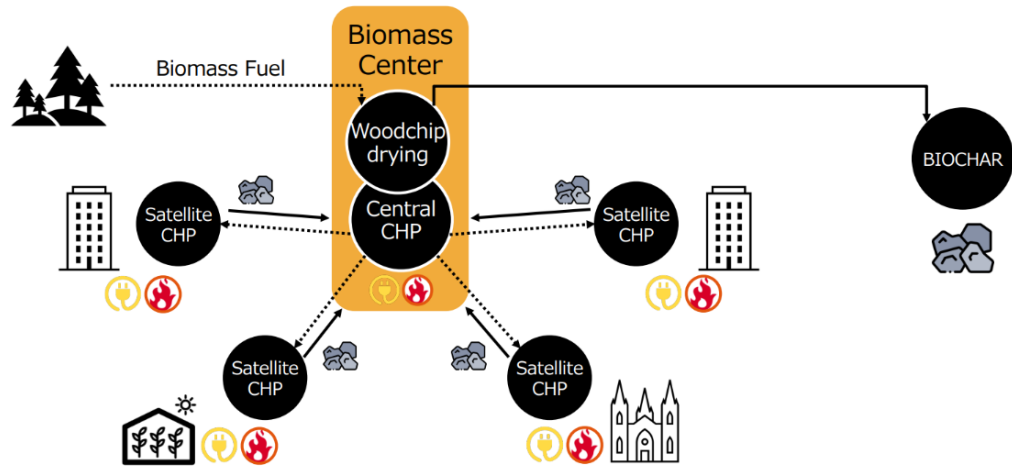 Biomass
Center
Biomass Fuel
Woodchip
drying
BIOCHAR
Satellite
CHP
Central
CHP
Satellite
CHP
Satellite
CHP
Satellite
CHP